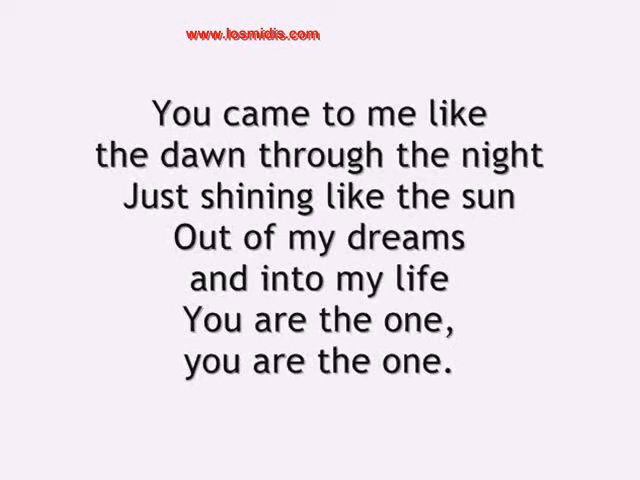 www.losmidis.com
You came to me like
the dawn through the night
Just shining like the sun
Out of my dreams
and into my life
You are the one,
you are the one.